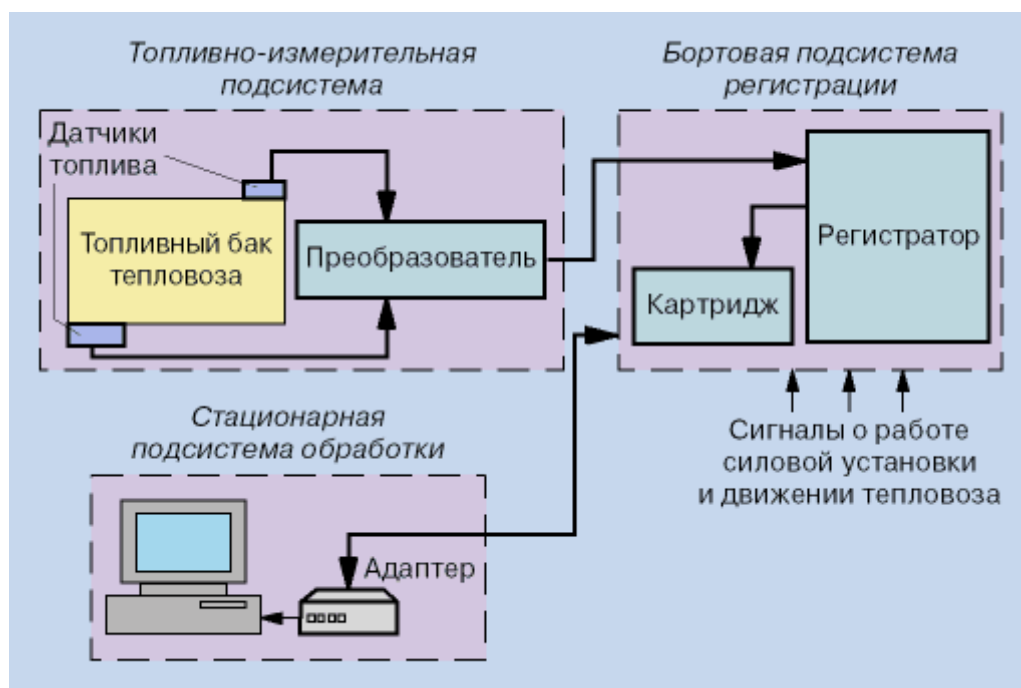 Топливно-измерительная
подсистема
Бортовая подсистема
регистрации
Датчики
топлива
Топливный бак
тепловоза
Преобразователь
Регистратор
Картридж
Стационарная
подсистема обработки
Адаптер
Сигналы о работе
силовой установки
и движении тепловоза